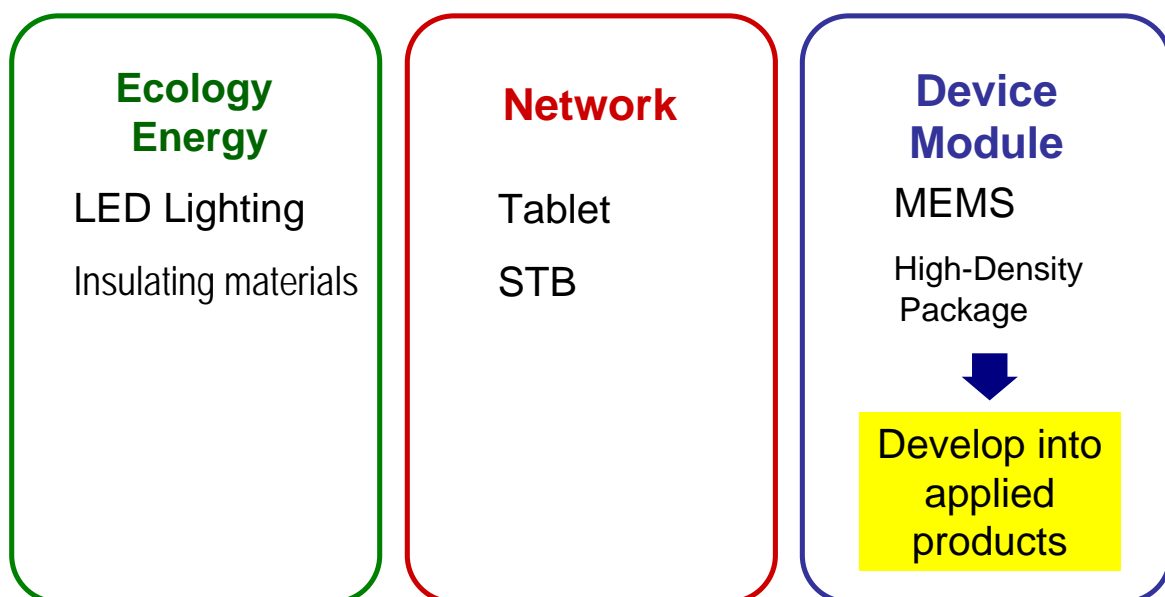 Ecology
Energy
LED Lighting
Insulating materials
Network
Tablet
STB
Device
Module
MEMS
High-Density
Package
Develop into
applied
products